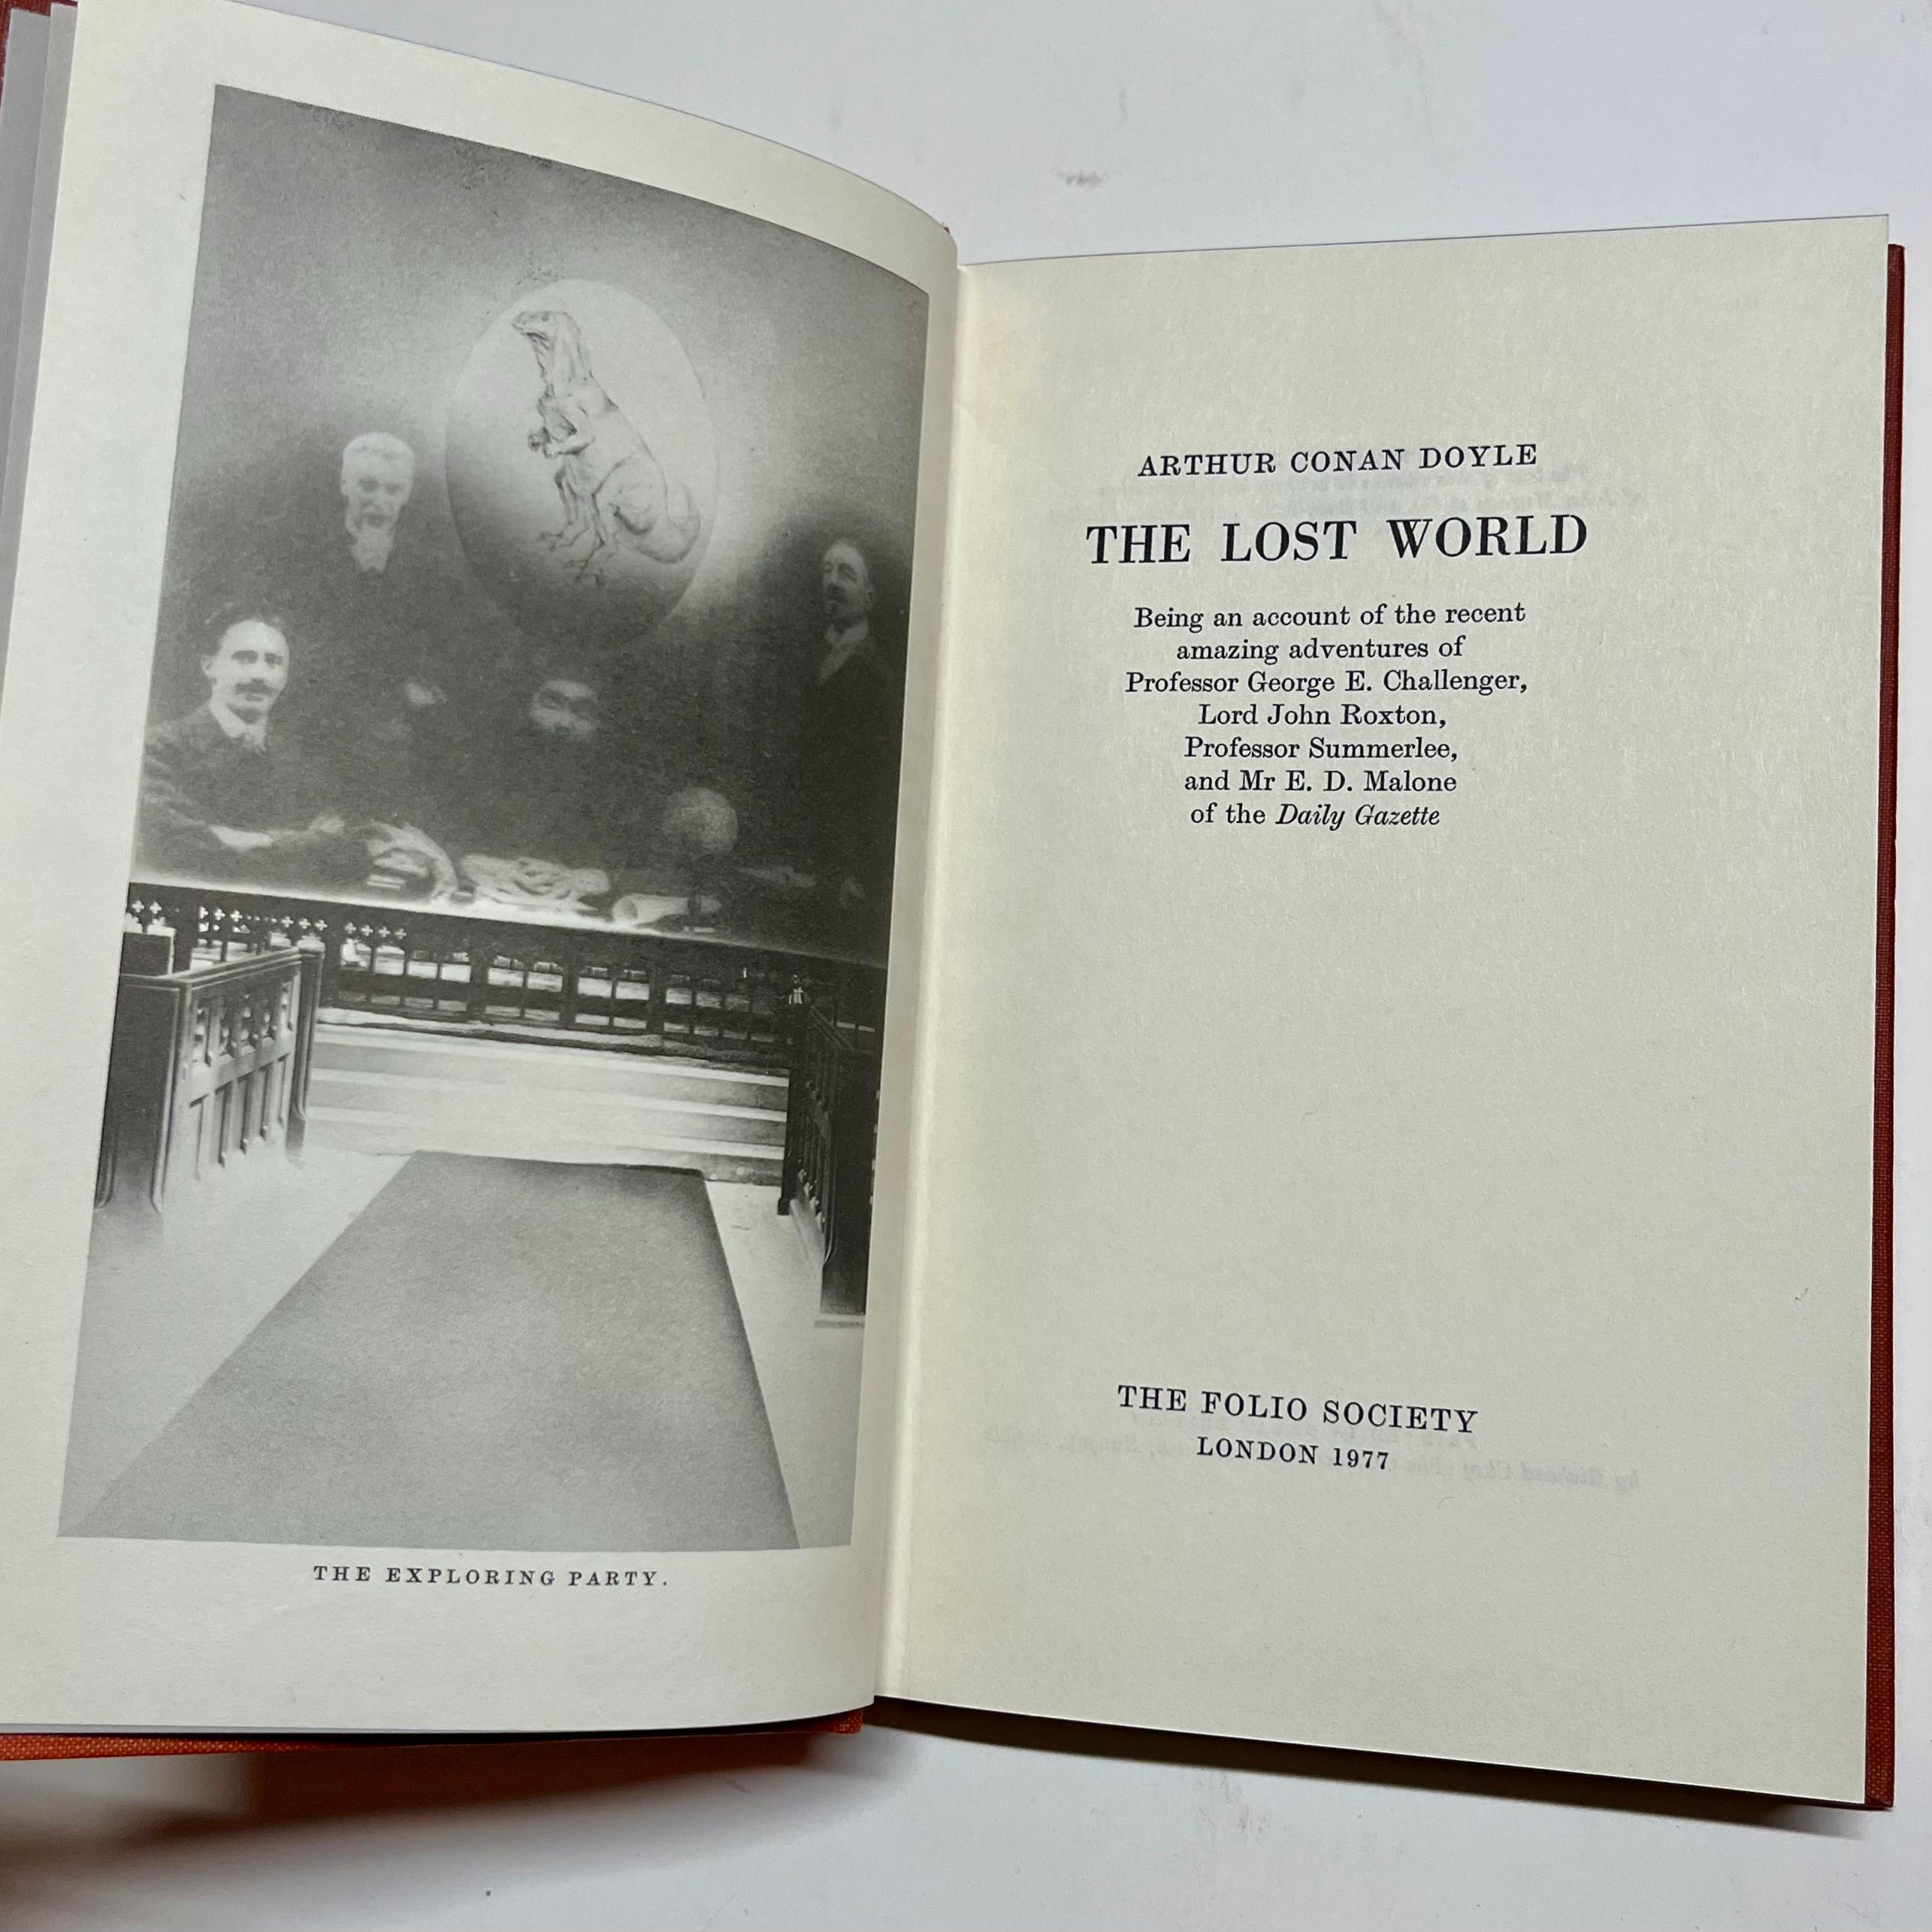 THE EXPLORING PARTY.
ARTHUR CONAN DOYLE
THE LOST WORLD
Being an account of the recent
amazing adventures of
Professor George E. Challenger,
Lord John Roxton,
Professor Summerlee,
and Mr E. D. Malone
of the Daily Gazette
THE FOLIO SOCIETY
LONDON 1977